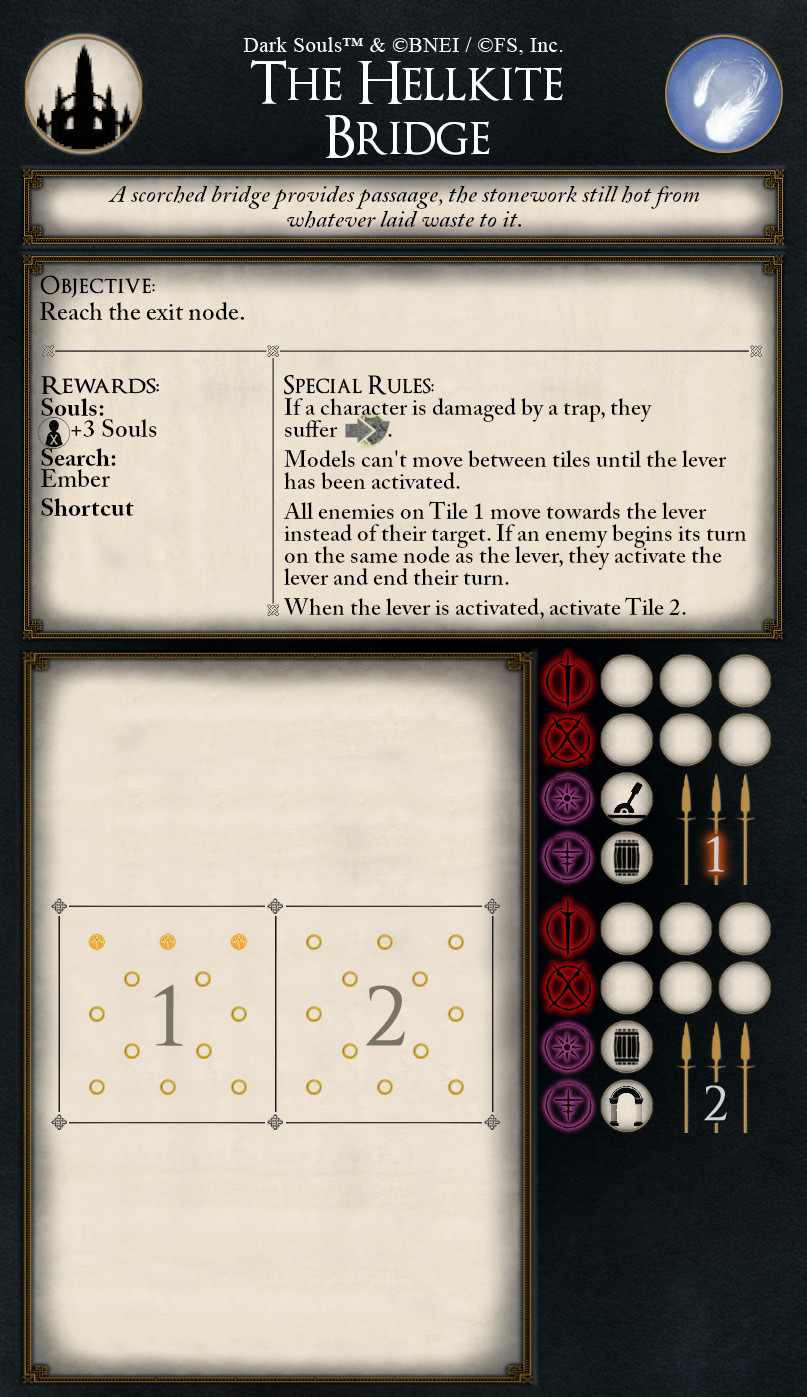 Dark Souls™ & ©BNEI / ©FS, Inc.
The Hellkite
Bridge
A scorched bridge provides passaage, the stonework still hot from
whatever laid waste to it.
Objective:
Reach the exit node.
Rewards:
Souls:
X +3 Souls
Search:
Ember
Shortcut
Special Rules:
If a character is damaged by a trap, they
suffer .
Models can't move between tiles until the lever
has been activated.
All enemies on Tile 1 move towards the lever
instead of their target. If an enemy begins its turn
on the same node as the lever, they activate the
lever and end their turn.
When the lever is activated, activate Tile 2.
1
2
1
2